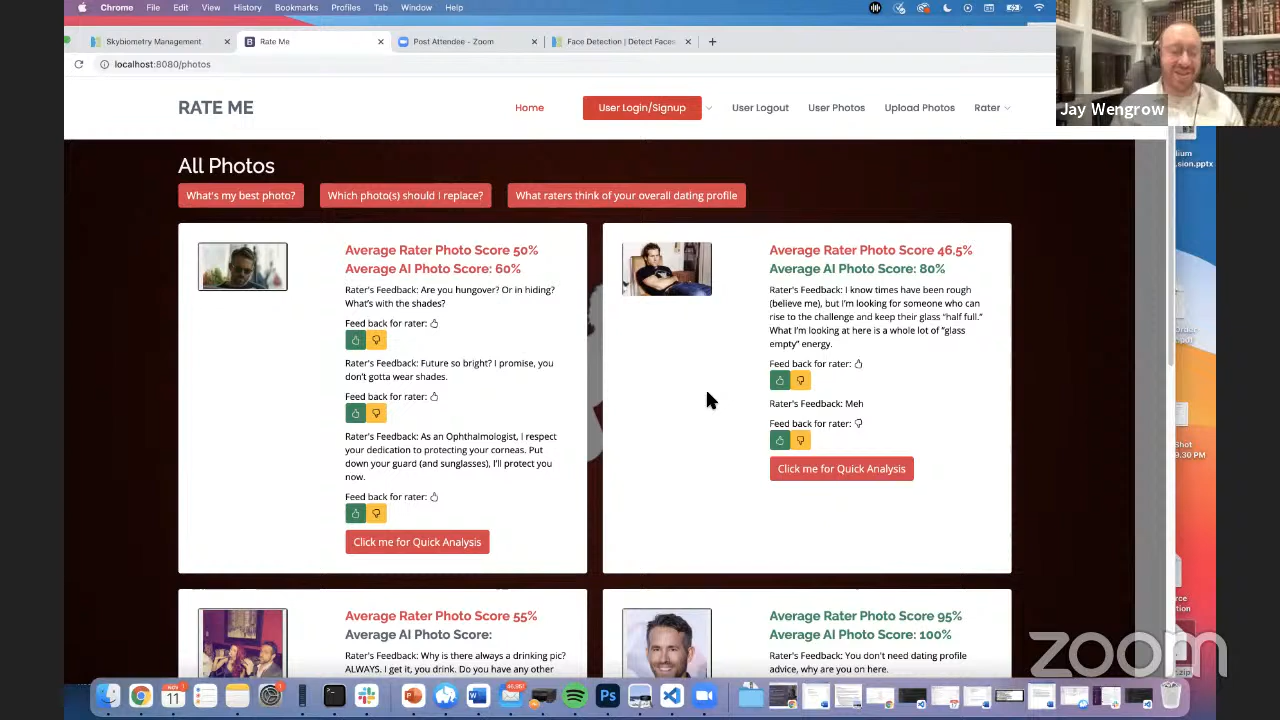 Chrome File Edit View History Bookmarks Profiles Tab Window Help
Skybiometry Management
Rate Me
Post Attendee - Zoom
Face Detection | Detect Faces
localhost:8080/photos
Jay Wengrow
RATE ME
Home
User Login/Signup
User Logout
User Photos
Upload Photos
Rater
All Photos
What's my best photo?
Which photo(s) should I replace?
What raters think of your overall dating profile
Average Rater Photo Score 50%
Average AI Photo Score: 60%
Rater's Feedback: Are you hungover? Or in hiding?
What's with the shades?
Feed back for rater:
Rater's Feedback: Future so bright? I promise, you
don't gotta wear shades.
Feed back for rater:
Rater's Feedback: As an Ophthalmologist, I respect
your dedication to protecting your corneas. Put
down your guard (and sunglasses), I'll protect you
now.
Feed back for rater:
Click me for Quick Analysis
Average Rater Photo Score 46.5%
Average AI Photo Score: 80%
Rater's Feedback: I know times have been rough
(believe me), but I'm looking for someone who can
rise to the challenge and keep their glass "half full."
What I'm looking at here is a whole lot of "glass
empty" energy.
Feed back for rater:
Rater's Feedback: Meh
Feed back for rater:
Click me for Quick Analysis
Average Rater Photo Score 55%
Average AI Photo Score:
Rater's Feedback: Why is there always a drinking pic?
ALWAYS. I get it, you drink. Do you have any other
Average Rater Photo Score 95%
Average AI Photo Score: 100%
Rater's Feedback: You don't need dating profile
advice, why are you on here.
lium
sion.pptx
Shot
9.30 PM
zoom
NOV
11